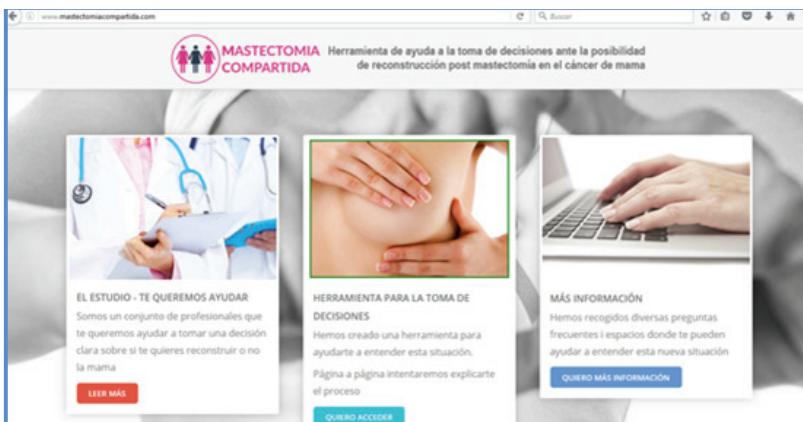 www.mastectomiacompartida.com
Buscar
MASTECTOMIA
COMPARTIDA
Herramienta de ayuda a la toma de decisiones ante la posibilidad
de reconstrucción post mastectomía en el cáncer de mama
EL ESTUDIO - TE QUEREMOS AYUDAR
Somos un conjunto de profesionales que
te queremos ayudar a tomar una decisión
clara sobre si te quieres reconstruir o no
la mama
LEER MÁS
HERRAMIENTA PARA LA TOMA DE
DECISIONES
Hemos creado una herramienta para
ayudarte a entender esta situación.
Página a página intentaremos explicarte
el proceso
QUIERO ACCEDER
MÁS INFORMACIÓN
Hemos recogidos diversas preguntas
frecuentes i espacios donde te pueden
ayudar a entender esta nueva situación
QUIERO MÁS INFORMACIÓN